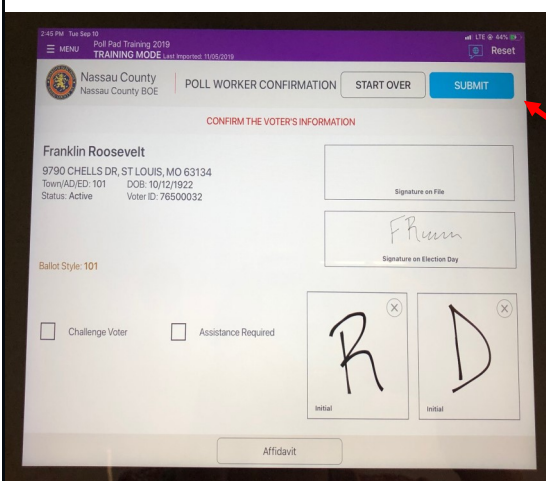 2:45 PM Tue Sep 10
LTE 44%
MENU
Poll Pad Training 2019
TRAINING MODE Last Imported: 11/05/2019
Reset
Nassau County
Nassau County BOE
POLL WORKER CONFIRMATION
START OVER
SUBMIT
CONFIRM THE VOTER'S INFORMATION
Franklin Roosevelt
9790 CHELLS DR, ST LOUIS, MO 63134
Town/AD/ED: 101 DOB: 10/12/1922
Status: Active Voter ID: 76500032
Signature on File
Signature on Election Day
Ballot Style: 101
Challenge Voter
Assistance Required
R
D
Initial
Initial
Affidavit